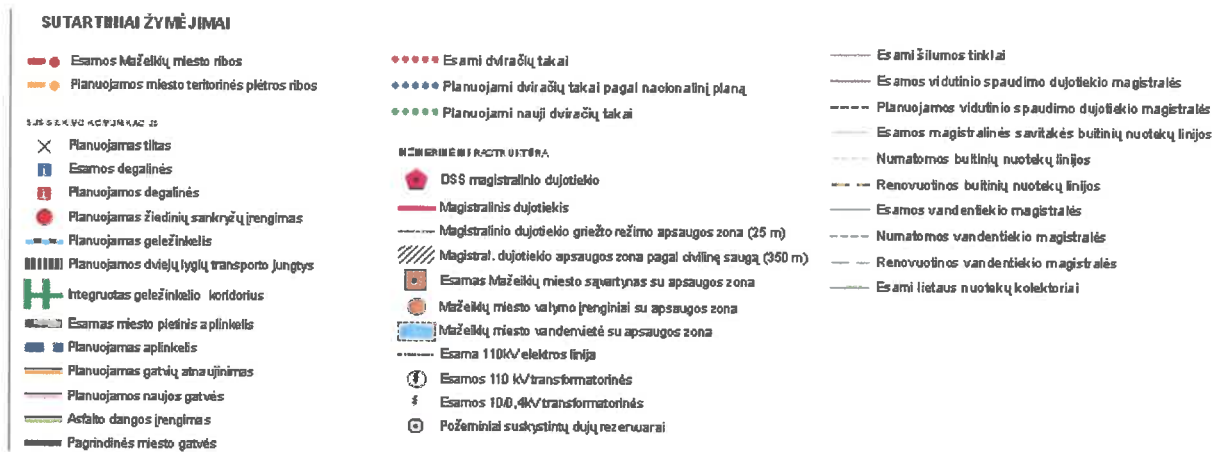 SUTARTINIAI ŽYMĖJIMAI
Esamos Mažeikių miesto ribos
Planuojamos miesto teritorinės plėtros ribos
SUSISIEKIMO KOMUNIKACIJOS
Planuojamas tiltas
Esamos degalinės
Planuojamos degalinės
Planuojamas žiedinių sankryžų įrengimas
Planuojamas geležinkelis
Planuojamos dviejų lygių transporto jungtys
Integruotas geležinkelio koridorius
Esamas miesto pietinis aplinkelis
Planuojamas aplinkelis
Planuojamas gatvių atnaujinimas
Planuojamos naujos gatvės
Asfalto dangos įrengimas
Pagrindinės miesto gatvės
Esami dviračių takai
Planuojami dviračių takai pagal nacionalinį planą
Planuojami nauji dviračių takai
INŽINERINĖ INFRASTRUKTŪRA
DSS magistralinio dujotiekio
Magistralinis dujotiekis
Magistralinio dujotiekio griežto režimo apsaugos zona (25 m)
Magistral. dujotiekio apsaugos zona pagal civilinę saugą (350 m)
Esamas Mažeikių miesto sąvartynas su apsaugos zona
Mažeikių miesto valymo įrenginiai su apsaugos zona
Mažeikių miesto vandenvietė su apsaugos zona
Esama 110kV elektros linija
Esamos 110 kV transformatorinės
Esamos 10/0,4kV transformatorinės
Požeminiai suskystintų dujų rezervuarai
Esami šilumos tinklai
Esamos vidutinio spaudimo dujotiekio magistralės
Planuojamos vidutinio spaudimo dujotiekio magistralės
Esamos magistralinės savitakės buitinių nuotekų linijos
Numatomos buitinių nuotekų linijos
Renovuotinos buitinių nuotekų linijos
Esamos vandentiekio magistralės
Numatomos vandentiekio magistralės
Renovuotinos vandentiekio magistralės
Esami lietaus nuotekų kolektoriai